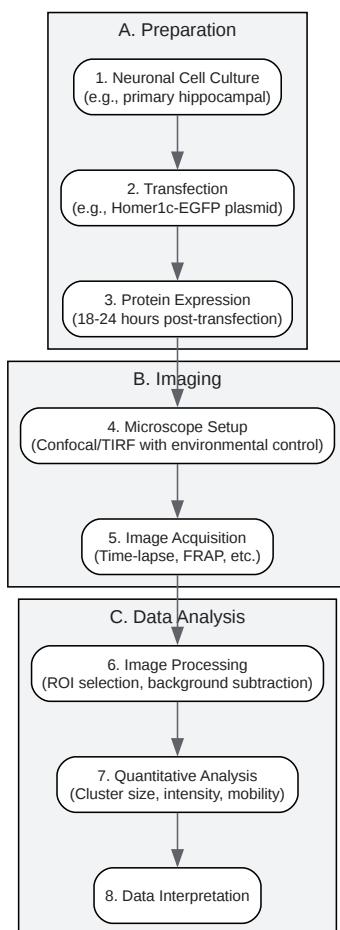 A. Preparation
1. Neuronal Cell Culture
(e.g., primary hippocampal)
2. Transfection
(e.g., Homer1c-EGFP plasmid)
3. Protein Expression
(18-24 hours post-transfection)
B. Imaging
4. Microscope Setup
(Confocal/TIRF with environmental control)
5. Image Acquisition
(Time-lapse, FRAP, etc.)
C. Data Analysis
6. Image Processing
(ROI selection, background subtraction)
7. Quantitative Analysis
(Cluster size, intensity, mobility)
8. Data Interpretation